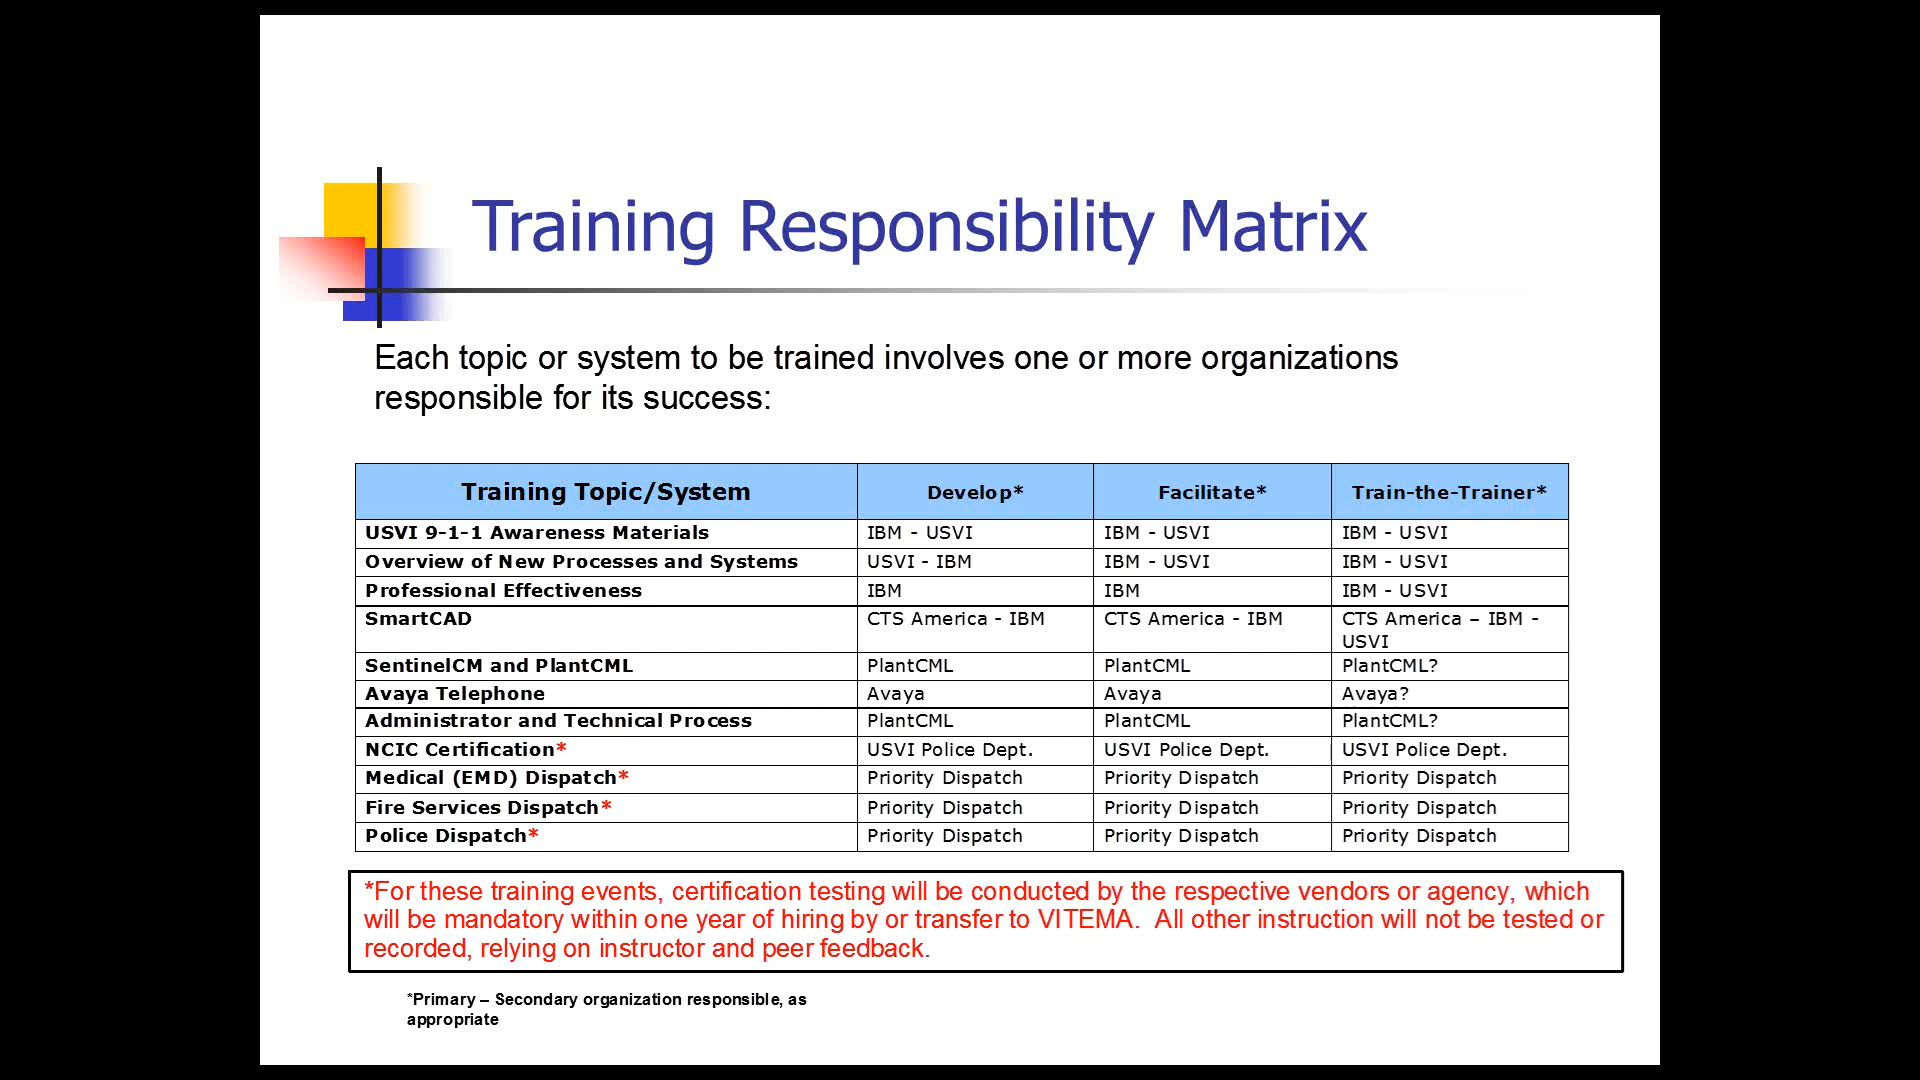 Training Responsibility Matrix
Each topic or system to be trained involves one or more organizations
responsible for its success:
Training Topic/System Develop* Facilitate* Train-the-Trainer*
USVI 9-1-1 Awareness Materials IBM - USVI IBM - USVI IBM - USVI
Overview of New Processes and Systems USVI - IBM IBM - USVI IBM - USVI
Professional Effectiveness IBM IBM IBM - USVI
SmartCAD CTS America - IBM CTS America - IBM CTS America – IBM -
USVI
SentinelCM and PlantCML PlantCML PlantCML PlantCML?
Avaya Telephone Avaya Avaya Avaya?
Administrator and Technical Process PlantCML PlantCML PlantCML?
NCIC Certification* USVI Police Dept. USVI Police Dept. USVI Police Dept.
Medical (EMD) Dispatch* Priority Dispatch Priority Dispatch Priority Dispatch
Fire Services Dispatch* Priority Dispatch Priority Dispatch Priority Dispatch
Police Dispatch* Priority Dispatch Priority Dispatch Priority Dispatch
*For these training events, certification testing will be conducted by the respective vendors or agency, which
will be mandatory within one year of hiring by or transfer to VITEMA.  All other instruction will not be tested or
recorded, relying on instructor and peer feedback.
*Primary – Secondary organization responsible, as
appropriate